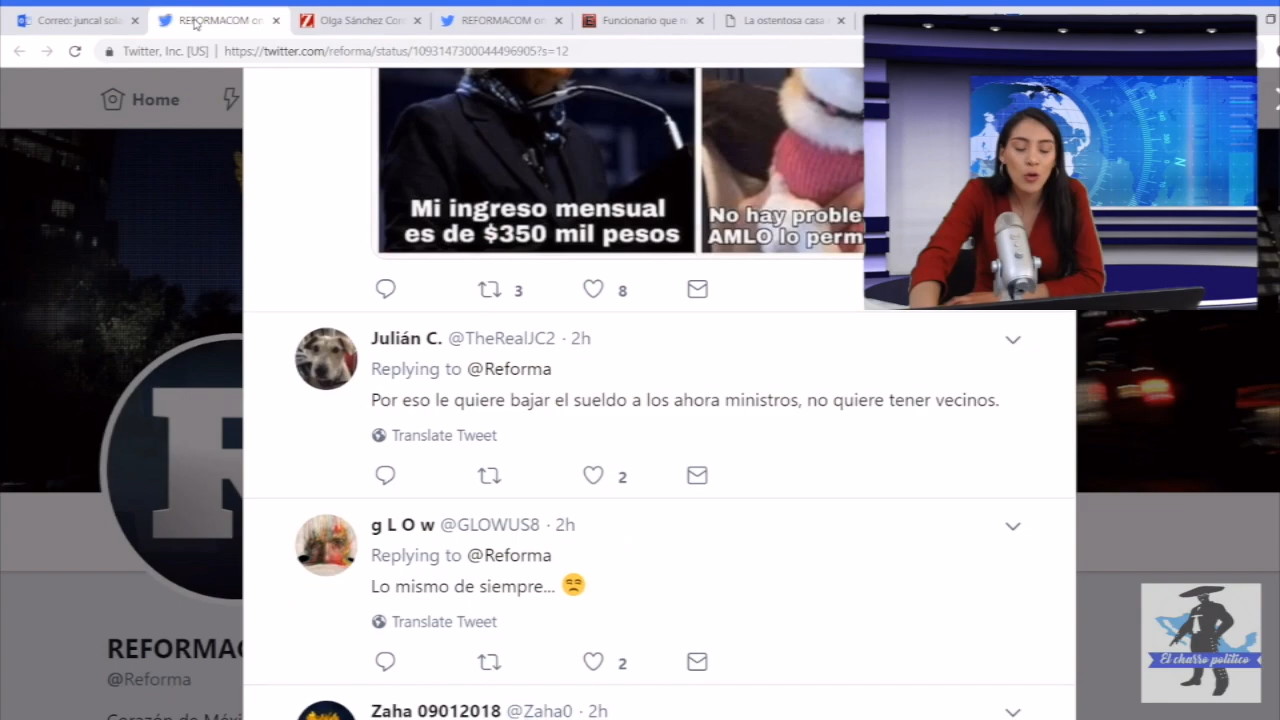 Correo: juncal sola
REFORMACOM on
Olga Sánchez Cor
REFORMACOM on
Funcionario que n
La ostentosa casa
Twitter, Inc. [US] | https://twitter.com/reforma/status/1093147300044496905?s=12
Home
Mi ingreso mensual
es de $350 mil pesos
No hay proble
AMLO lo perm
3
8
Julián C. @TheRealJC2 · 2h
Replying to @Reforma
Por eso le quiere bajar el sueldo a los ahora ministros, no quiere tener vecinos.
Translate Tweet
2
g L O w @GLOWUS8 · 2h
Replying to @Reforma
Lo mismo de siempre... 😒
Translate Tweet
2
Zaha 09012018 @Zaha0 · 2h
R
REFORMAC
@Reforma
Corazón de Méxi
El charro político